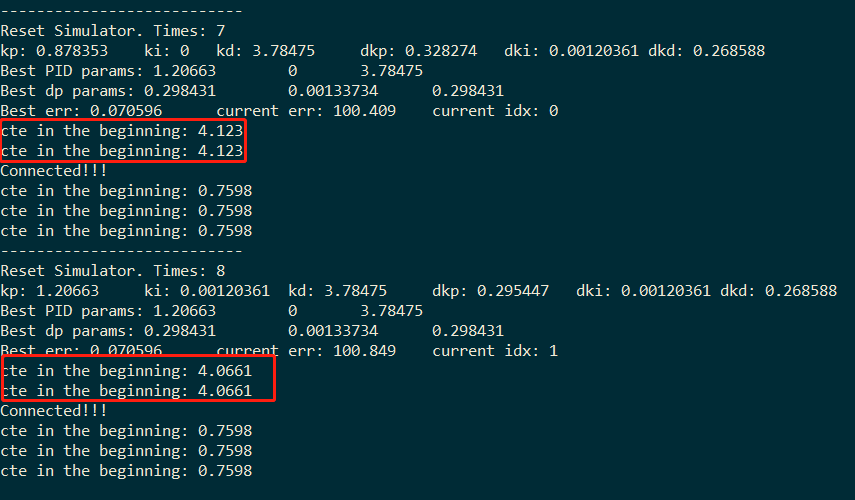 ---------------------------
Reset Simulator. Times: 7
kp: 0.878353 ki: 0 kd: 3.78475 dkp: 0.328274 dki: 0.00120361 dkd: 0.268588
Best PID params: 1.20663 0 3.78475
Best dp params: 0.298431 0.00133734 0.298431
Best err: 0.070596 current err: 100.409 current idx: 0
cte in the beginning: 4.123
cte in the beginning: 4.123
Connected!!!
cte in the beginning: 0.7598
cte in the beginning: 0.7598
cte in the beginning: 0.7598
---------------------------
Reset Simulator. Times: 8
kp: 1.20663 ki: 0.00120361 kd: 3.78475 dkp: 0.295447 dki: 0.00120361 dkd: 0.268588
Best PID params: 1.20663 0 3.78475
Best dp params: 0.298431 0.00133734 0.298431
Best err: 0.070596 current err: 100.849 current idx: 1
cte in the beginning: 4.0661
cte in the beginning: 4.0661
Connected!!!
cte in the beginning: 0.7598
cte in the beginning: 0.7598
cte in the beginning: 0.7598